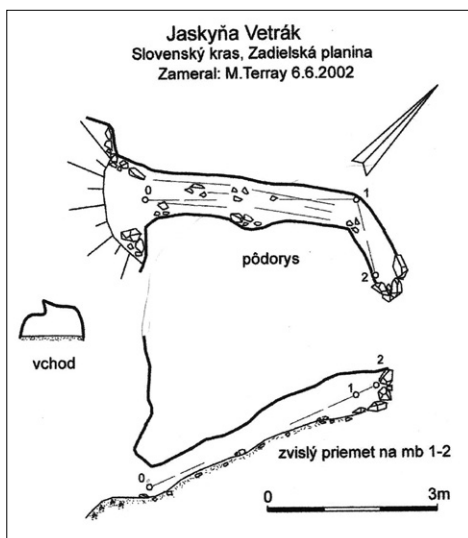 Jaskyňa Vetrák
Slovenský kras, Zadielská planina
Zameral: M.Terray 6.6.2002
0
1
pôdorys
2
vchod
2
1
0
zvislý priemet na mb 1-2
0 3m